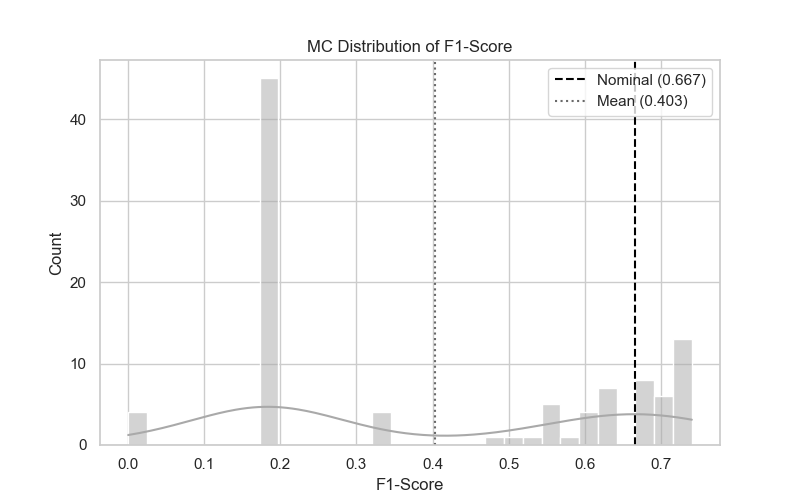 MC Distribution of F1-Score
Nominal (0.667)
Mean (0.403)
Count
40
30
20
10
0
0.0 0.1 0.2 0.3 0.4 0.5 0.6 0.7
F1-Score